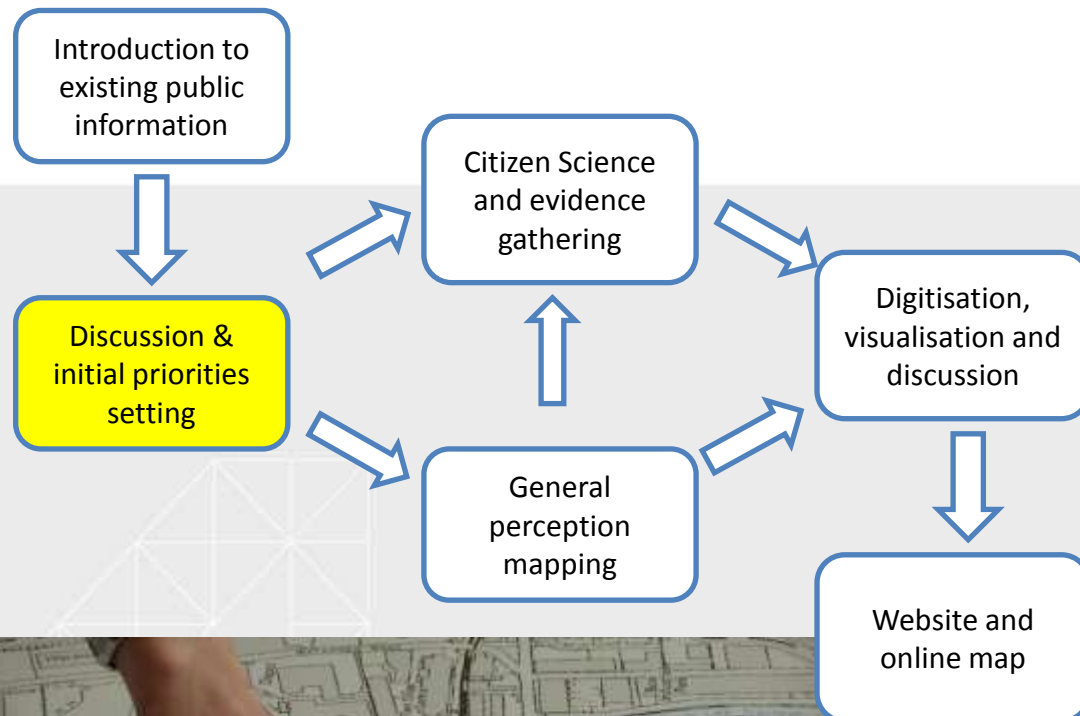 Introduction to
existing public
information
Discussion &
initial priorities
setting
Citizen Science
and evidence
gathering
General
perception
mapping
Digitisation,
visualisation and
discussion
Website and
online map